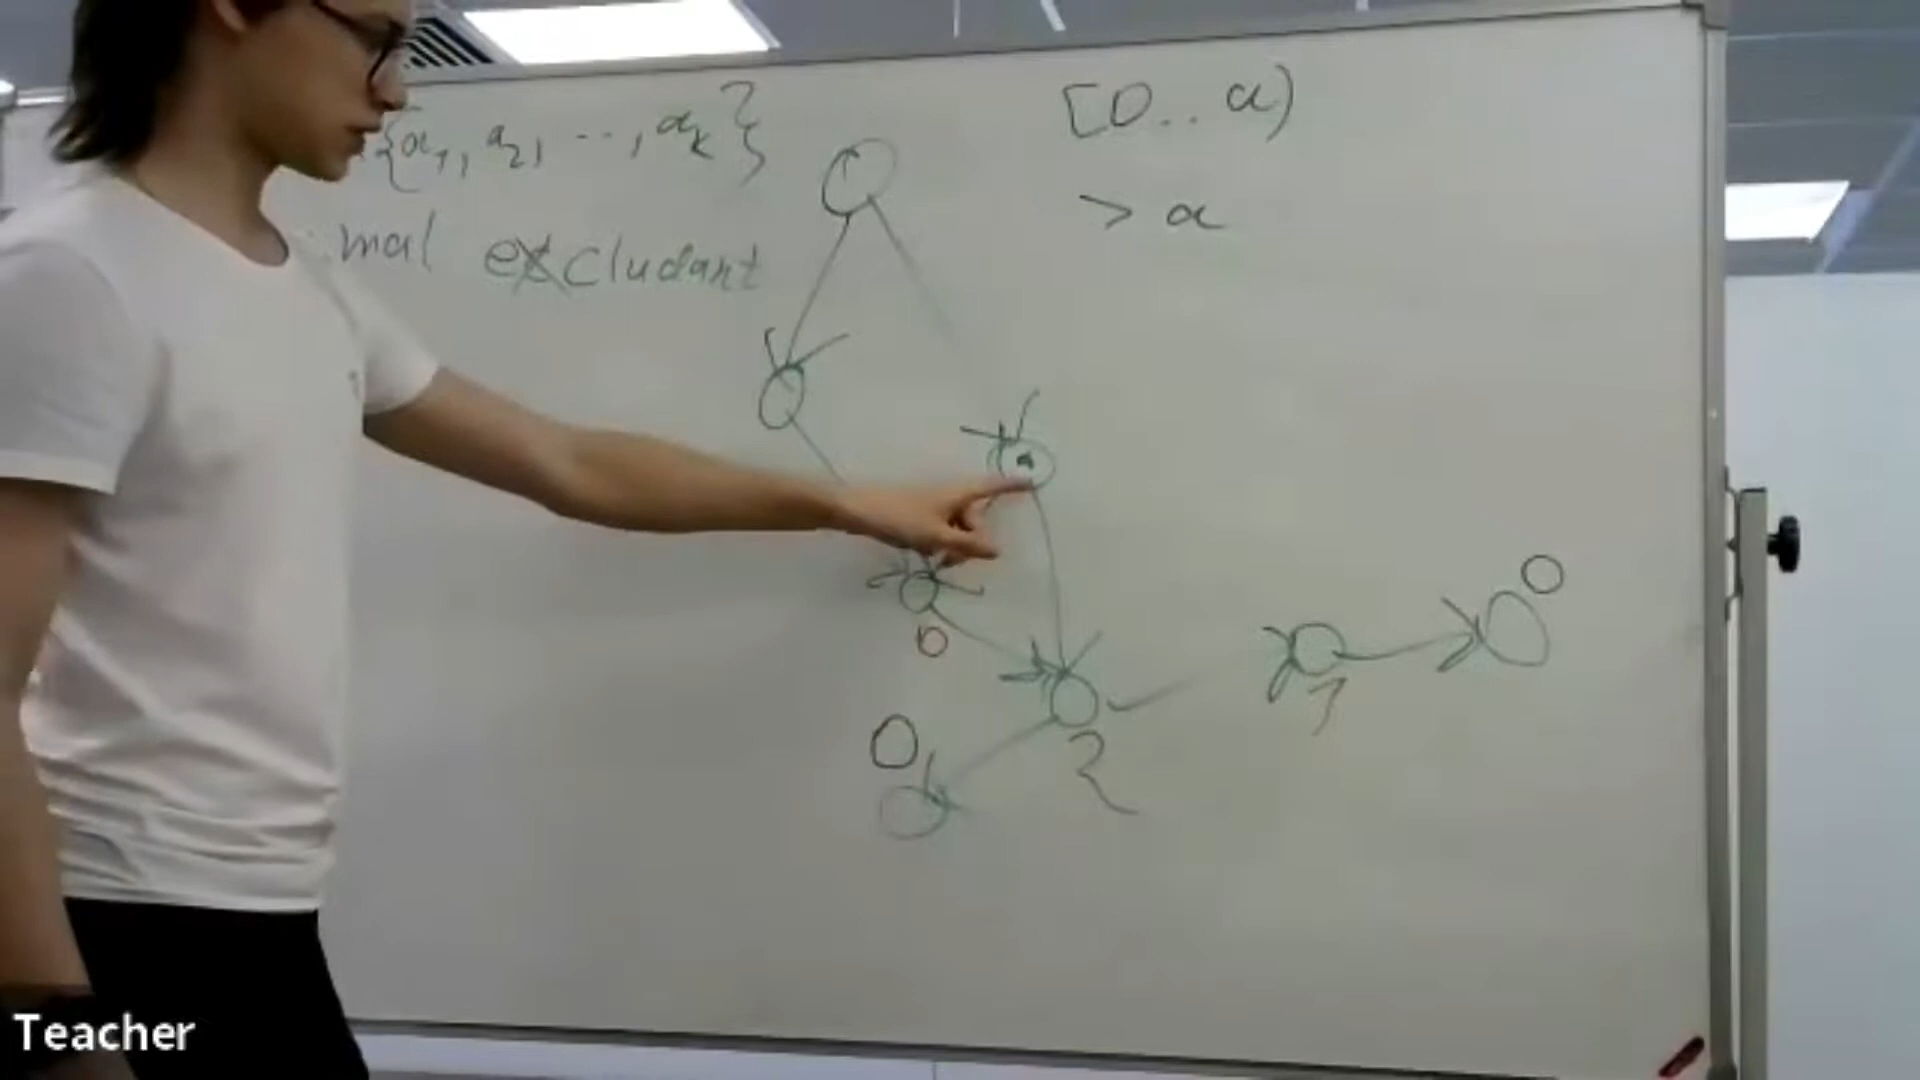 {a₁, a₂, ..., aₖ}
mal excludant
[0..a)
> a
a
0
0
2
1
0
Teacher